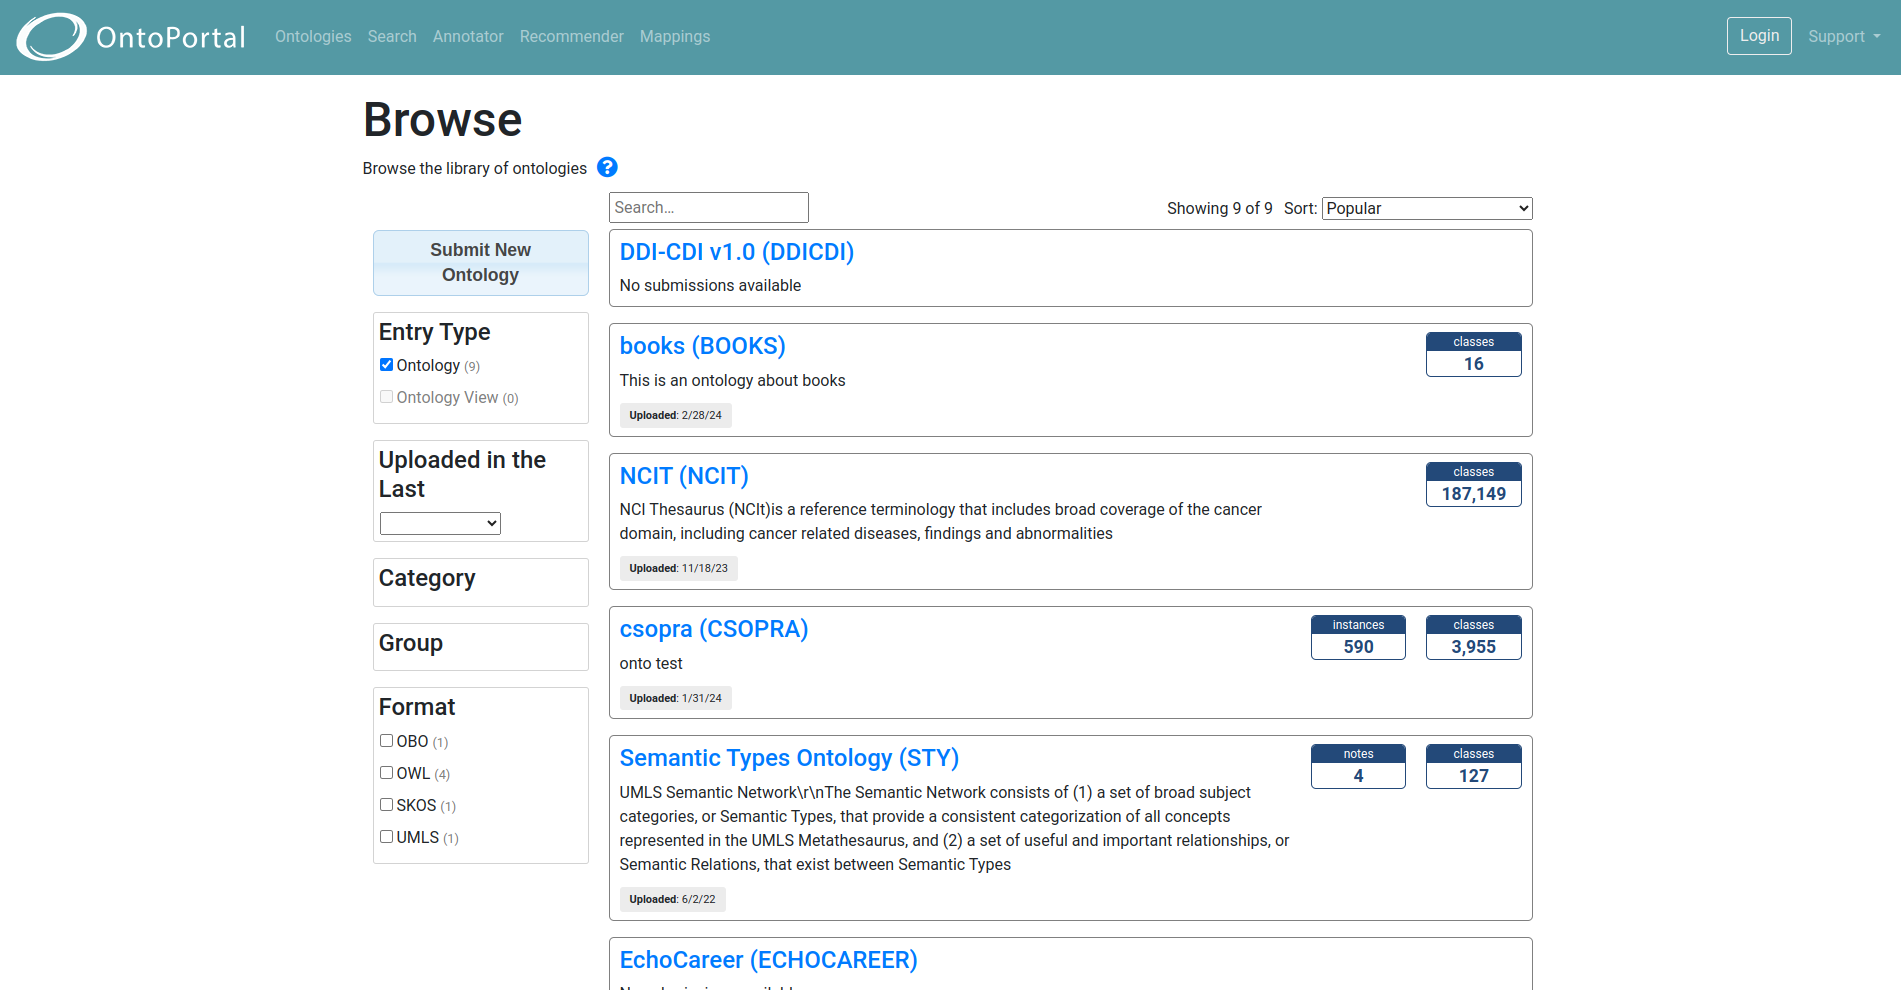 OntoPortal
Ontologies Search Annotator Recommender Mappings
Login
Support
Browse
Browse the library of ontologies ?
Search...
Showing 9 of 9 Sort: Popular
Submit New
Ontology
Entry Type
Ontology (9)
Ontology View (0)
Uploaded in the
Last
Category
Group
Format
OBO (1)
OWL (4)
SKOS (1)
UMLS (1)
DDI-CDI v1.0 (DDICDI)
No submissions available
books (BOOKS)
classes
16
This is an ontology about books
Uploaded: 2/28/24
NCIT (NCIT)
classes
187,149
NCI Thesaurus (NCIt)is a reference terminology that includes broad coverage of the cancer
domain, including cancer related diseases, findings and abnormalities
Uploaded: 11/18/23
csopra (CSOPRA)
instances
590
classes
3,955
onto test
Uploaded: 1/31/24
Semantic Types Ontology (STY)
notes
4
classes
127
UMLS Semantic Network\r\nThe Semantic Network consists of (1) a set of broad subject
categories, or Semantic Types, that provide a consistent categorization of all concepts
represented in the UMLS Metathesaurus, and (2) a set of useful and important relationships, or
Semantic Relations, that exist between Semantic Types
Uploaded: 6/2/22
EchoCareer (ECHOCAREER)